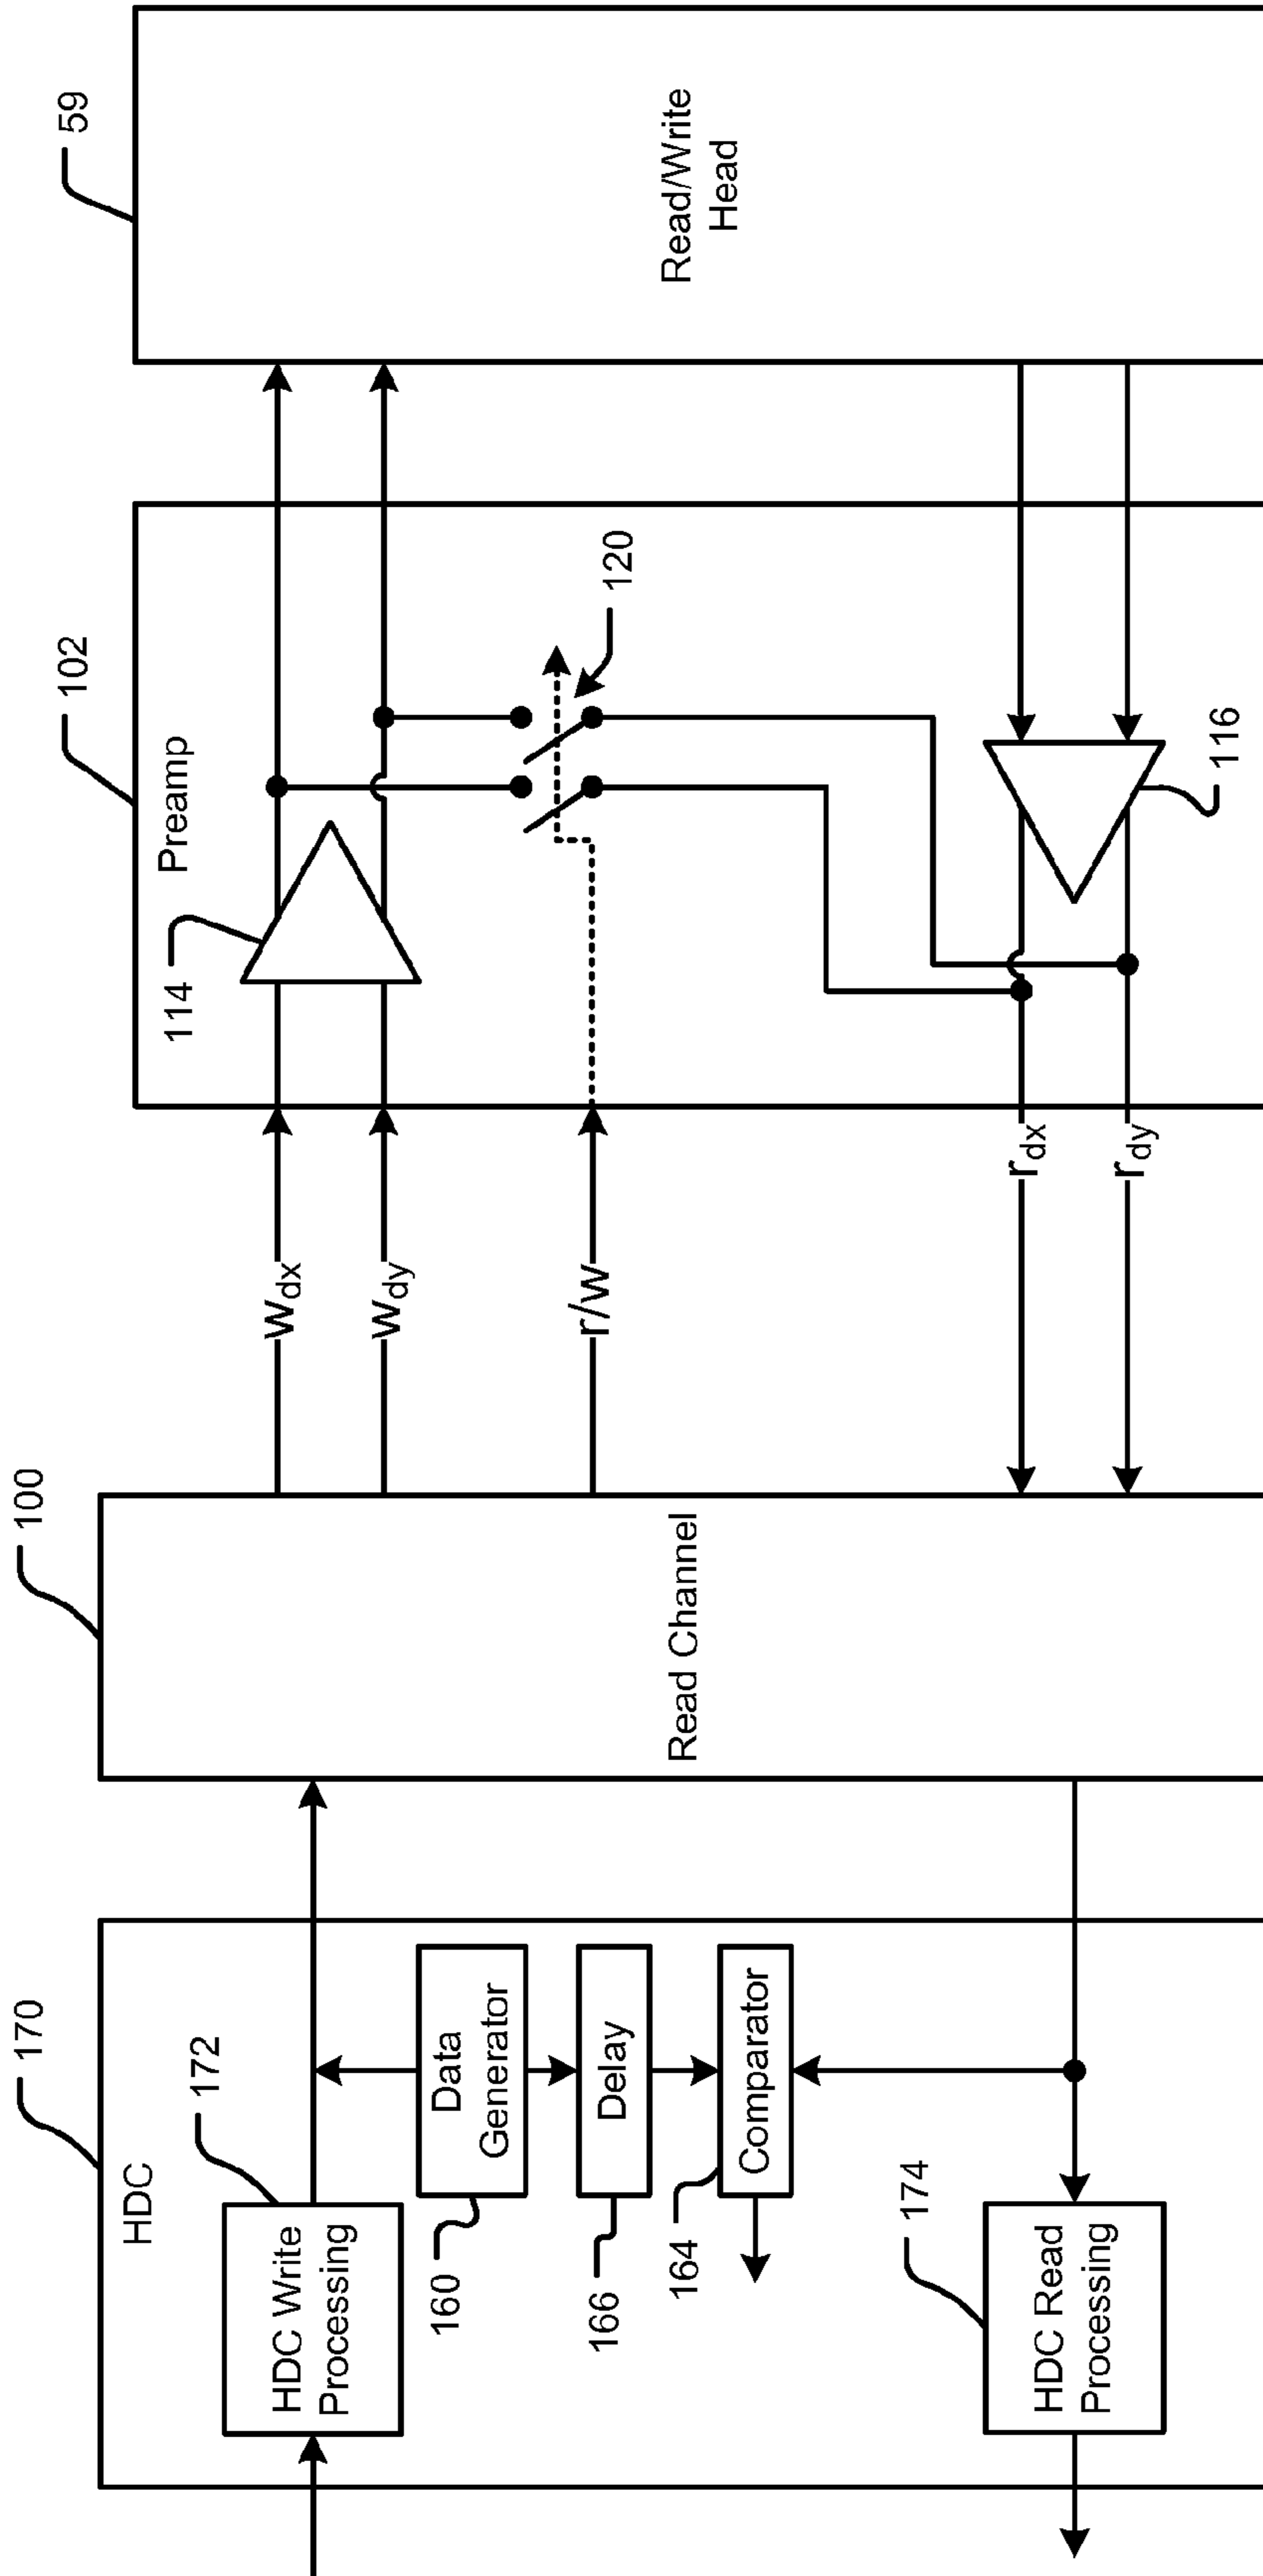 170
HDC
172
HDC Write
Processing
160
Data
Generator
166
Delay
164
Comparator
174
HDC Read
Processing
100
Read Channel
wdx
wdy
r/w
rdx
rdy
102
Preamp
114
120
116
59
Read/Write
Head